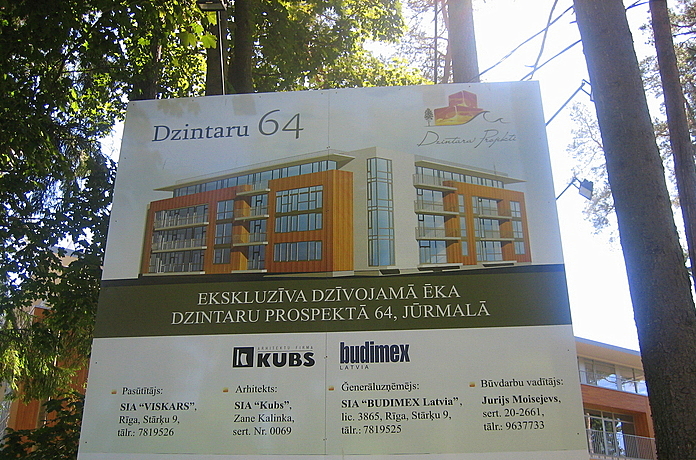 Dzintaru 64
Dzintaru Prospekts
EKSKLUZĪVA DZĪVOJAMĀ ĒKA
DZINTARU PROSPEKTĀ 64, JŪRMALĀ
ARHITEKTU FIRMA
KUBS
budimex
LATVIA
Pasūtītājs:
SIA “VISKARS”,
Rīga, Stārķu 9,
tālr.: 7819526
Arhitekts:
SIA “Kubs”,
Zane Kalinka,
sert. Nr. 0069
Ģenerāluzņēmējs:
SIA “BUDIMEX Latvia”,
lic. 3865, Rīga, Stārķu 9,
tālr.: 7819525
Būvdarbu vadītājs:
Jurijs Moisejevs,
sert. 20-2661,
tālr.: 9637733